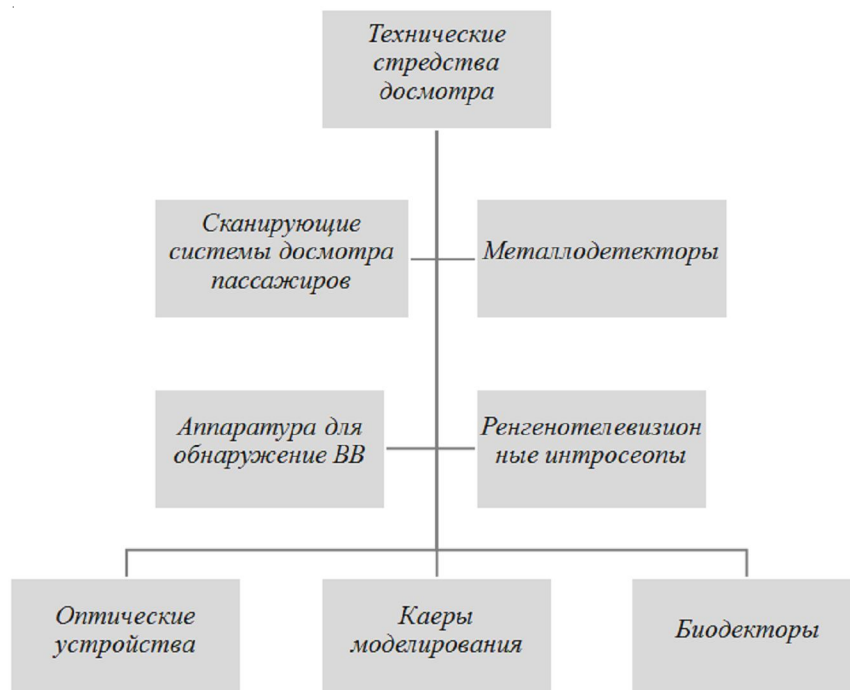 Технические
стредства
досмотра
Сканирующие
системы досмотра
пассажиров
Металлодетекторы
Аппаратура для
обнаружение ВВ
Ренгенотелевизион
ные интросеопы
Оптические
устройства
Каеры
моделирования
Биодекторы